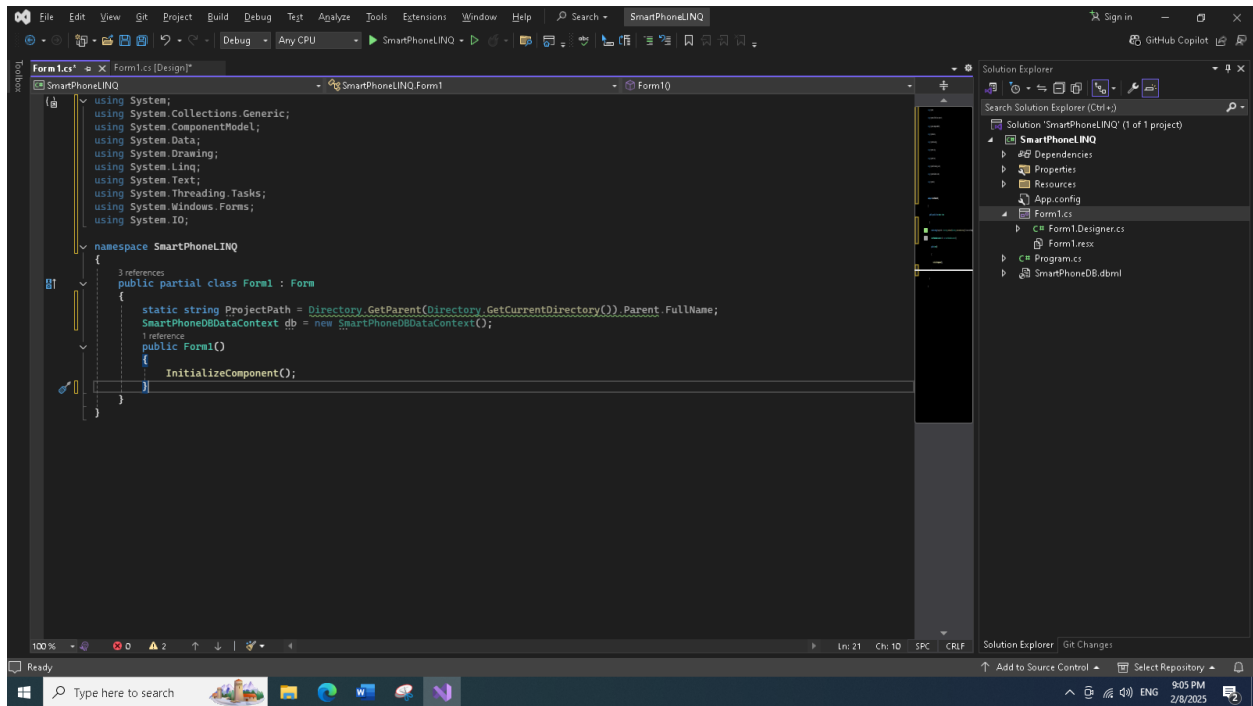 File Edit View Git Project Build Debug Test Analyze Tools Extensions Window Help Search SmartPhoneLINQ Sign in
Debug Any CPU SmartPhoneLINQ GitHub Copilot
Toolbox
Form1.cs* Form1.cs [Design]*
SmartPhoneLINQ SmartPhoneLINQ.Form1 Form1()
using System;
using System.Collections.Generic;
using System.ComponentModel;
using System.Data;
using System.Drawing;
using System.Linq;
using System.Text;
using System.Threading.Tasks;
using System.Windows.Forms;
using System.IO;
namespace SmartPhoneLINQ
{
3 references
public partial class Form1 : Form
{
static string ProjectPath = Directory.GetParent(Directory.GetCurrentDirectory()).Parent.FullName;
SmartPhoneDBDataContext db = new SmartPhoneDBDataContext();
1 reference
public Form1()
{
InitializeComponent();
}
}
}
100 % 0 2 Ln: 21 Ch: 10 SPC CRLF
Solution Explorer
Search Solution Explorer (Ctrl+;)
Solution 'SmartPhoneLINQ' (1 of 1 project)
SmartPhoneLINQ
Dependencies
Properties
Resources
App.config
Form1.cs
C# Form1.Designer.cs
Form1.resx
C# Program.cs
SmartPhoneDB.dbml
Solution Explorer Git Changes
Ready Add to Source Control Select Repository
Type here to search ENG 9:05 PM
2/8/2025 2